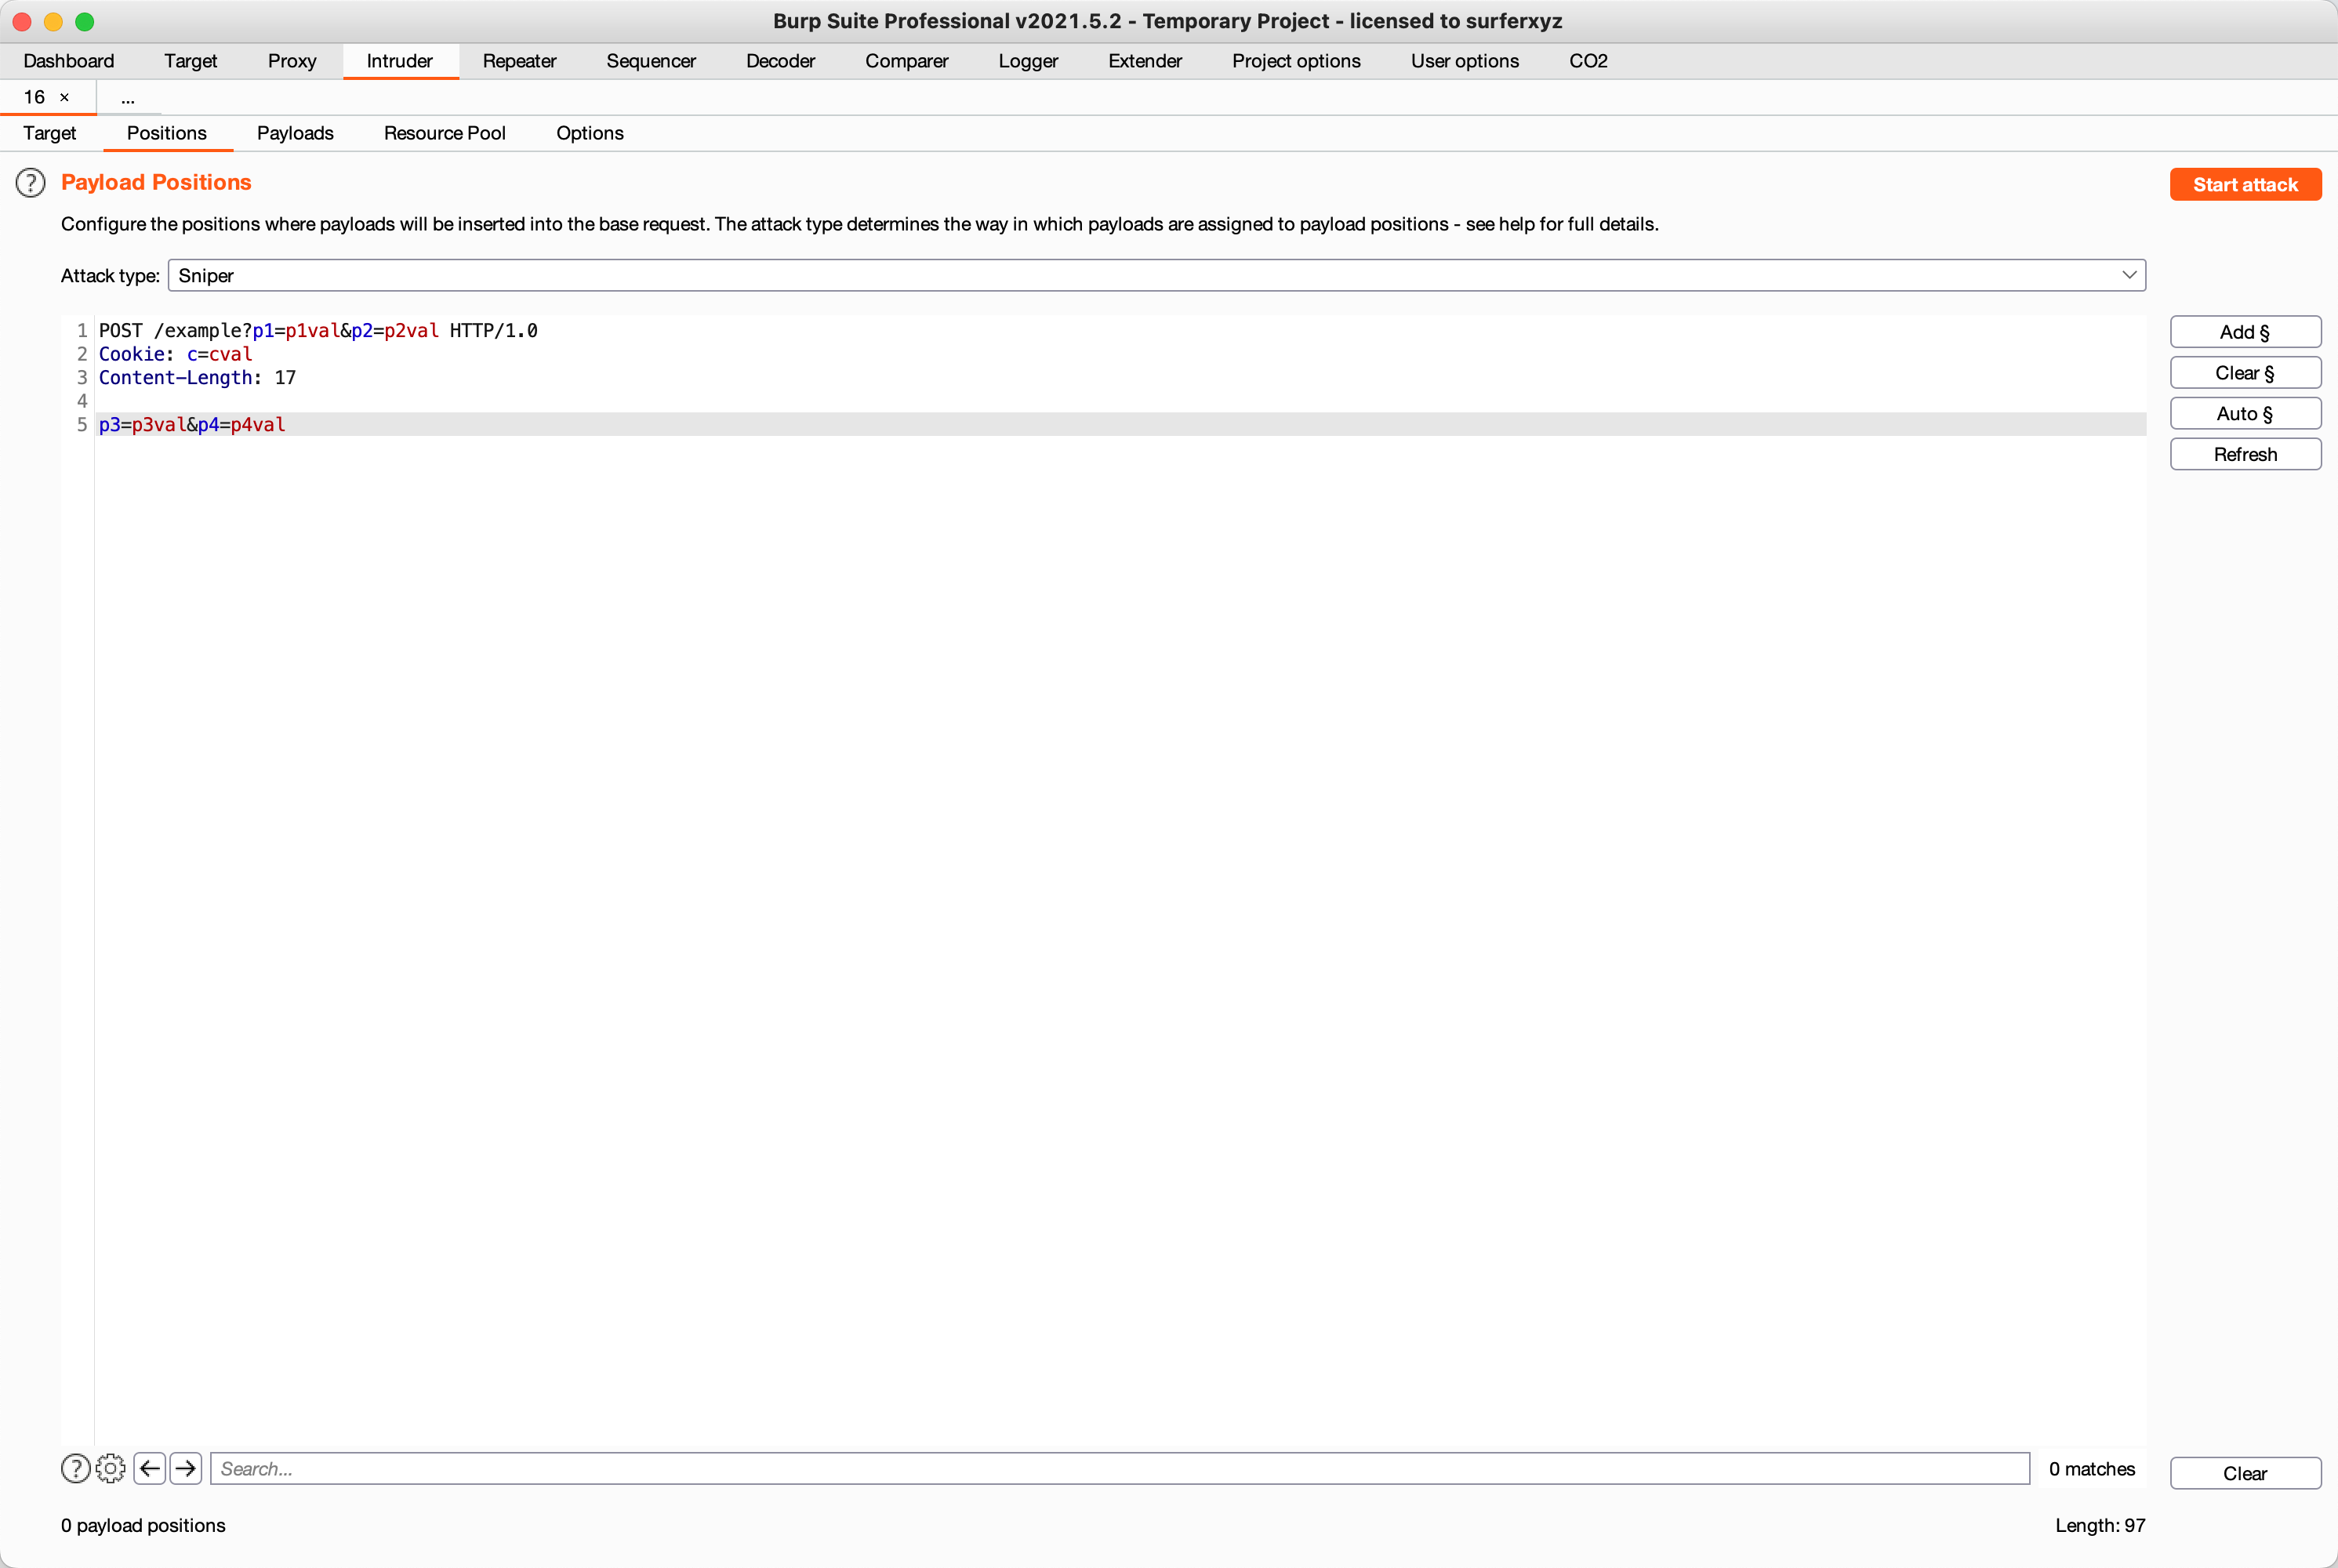 Burp Suite Professional v2021.5.2 - Temporary Project - licensed to surferxyz
Dashboard Target Proxy Intruder Repeater Sequencer Decoder Comparer Logger Extender Project options User options CO2
16 × ...
Target Positions Payloads Resource Pool Options
? Payload Positions
Start attack
Configure the positions where payloads will be inserted into the base request. The attack type determines the way in which payloads are assigned to payload positions - see help for full details.
Attack type: Sniper
1 POST /example?p1=p1val&p2=p2val HTTP/1.0
2 Cookie: c=cval
3 Content-Length: 17
4
5 p3=p3val&p4=p4val
Add §
Clear §
Auto §
Refresh
? Search... 0 matches
Clear
0 payload positions
Length: 97